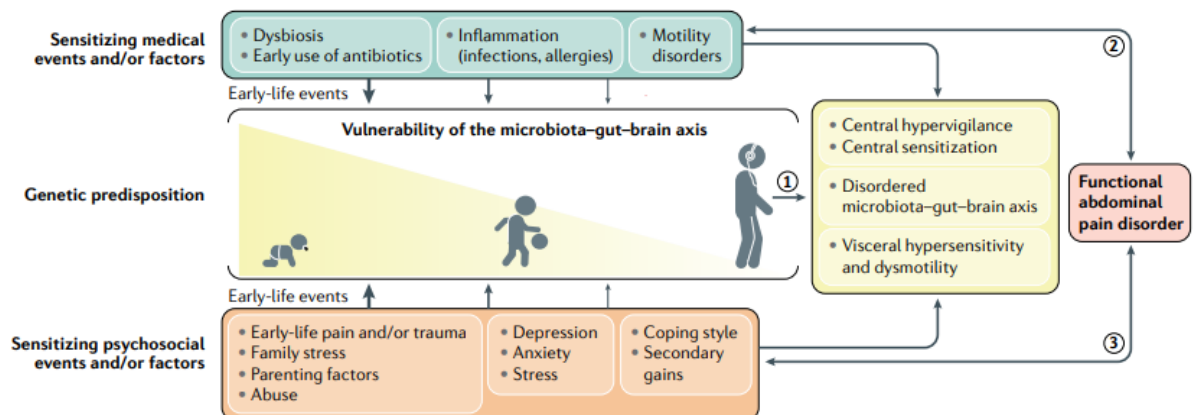 Sensitizing medical
events and/or factors
• Dysbiosis
• Early use of antibiotics
• Inflammation
(infections, allergies)
• Motility
disorders
②
Early-life events
Vulnerability of the microbiota–gut–brain axis
Genetic predisposition
①
• Central hypervigilance
• Central sensitization
• Disordered
microbiota–gut–brain axis
• Visceral hypersensitivity
and dysmotility
Functional
abdominal
pain disorder
Early-life events
Sensitizing psychosocial
events and/or factors
• Early-life pain and/or trauma
• Family stress
• Parenting factors
• Abuse
• Depression
• Anxiety
• Stress
• Coping style
• Secondary
gains
③